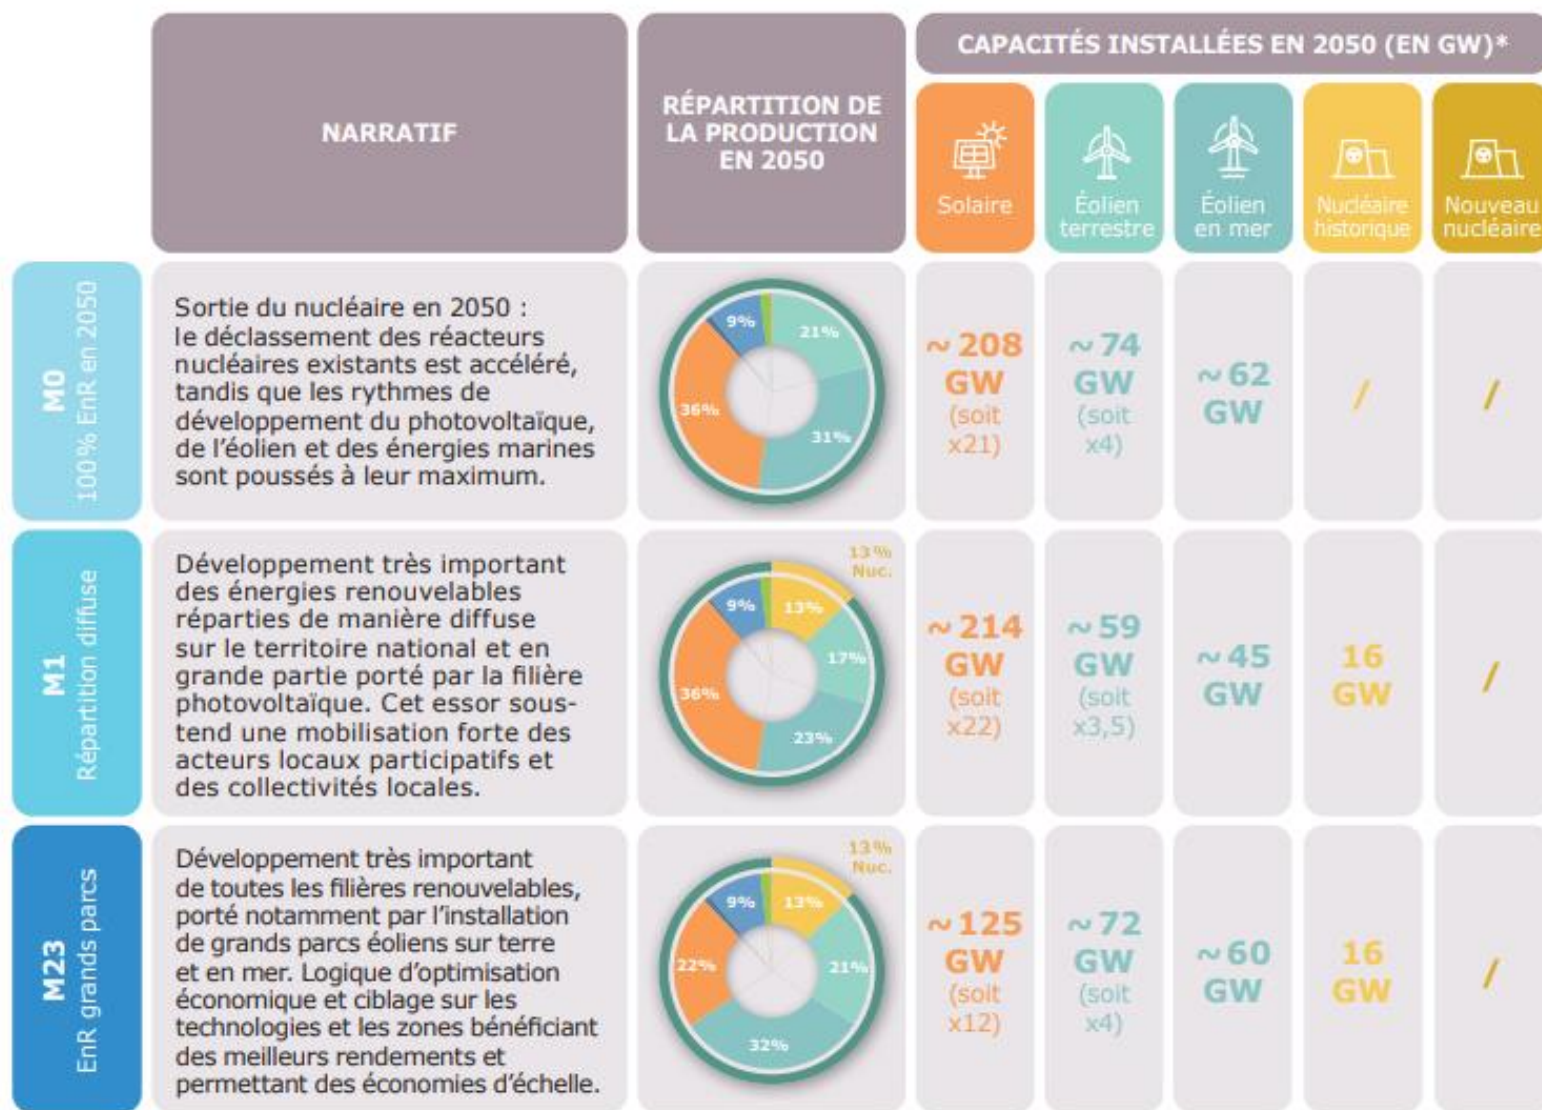 NARRATIF
RÉPARTITION DE
LA PRODUCTION
EN 2050
CAPACITÉS INSTALLÉES EN 2050 (EN GW)*
Solaire
Éolien
terrestre
Éolien
en mer
Nucléaire
historique
Nouveau
nucléaire
M0
100% EnR en 2050
Sortie du nucléaire en 2050 :
le déclassement des réacteurs
nucléaires existants est accéléré,
tandis que les rythmes de
développement du photovoltaïque,
de l’éolien et des énergies marines
sont poussés à leur maximum.
9%
21%
36%
31%
~ 208
GW
(soit
x21)
~ 74
GW
(soit
x4)
~ 62
GW
/
/
M1
Répartition diffuse
Développement très important
des énergies renouvelables
réparties de manière diffuse
sur le territoire national et en
grande partie porté par la filière
photovoltaïque. Cet essor sous-
tend une mobilisation forte des
acteurs locaux participatifs et
des collectivités locales.
13%
Nuc.
9%
13%
17%
36%
23%
~ 214
GW
(soit
x22)
~ 59
GW
(soit
x3,5)
~ 45
GW
16
GW
/
M23
EnR grands parcs
Développement très important
de toutes les filières renouvelables,
porté notamment par l’installation
de grands parcs éoliens sur terre
et en mer. Logique d’optimisation
économique et ciblage sur les
technologies et les zones bénéficiant
des meilleurs rendements et
permettant des économies d’échelle.
13%
Nuc.
9%
13%
22%
21%
32%
~ 125
GW
(soit
x12)
~ 72
GW
(soit
x4)
~ 60
GW
16
GW
/